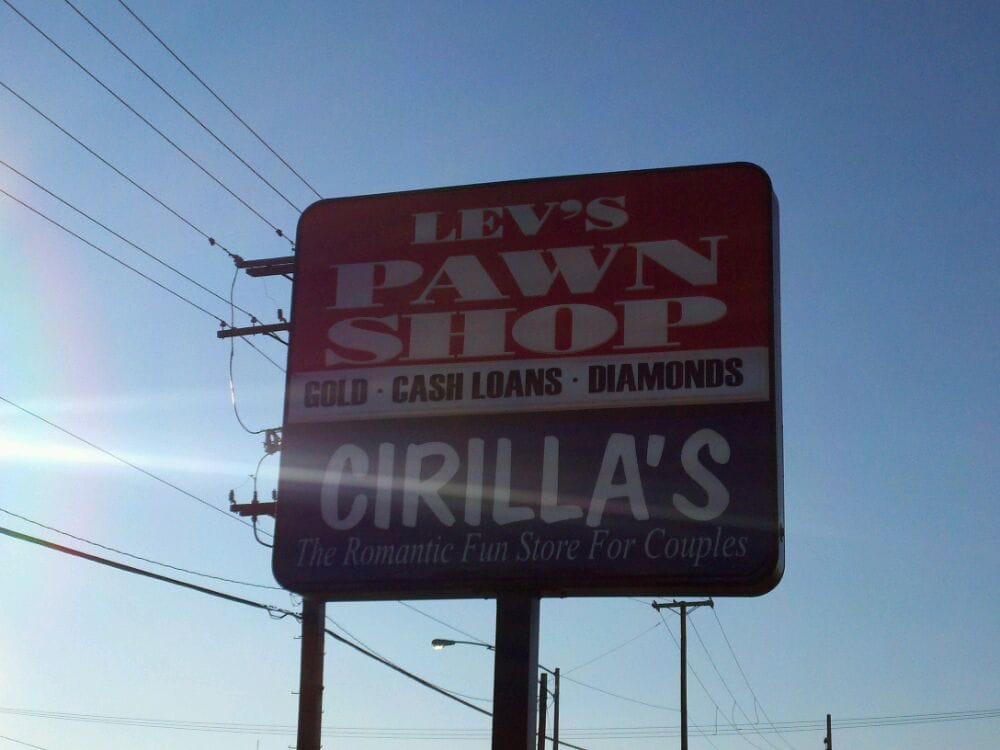 LEV'S
PAWN
SHOP
GOLD · CASH LOANS · DIAMONDS
CIRILLA'S
The Romantic Fun Store For Couples